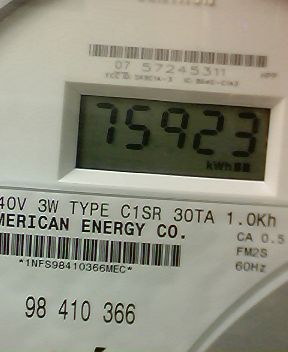 07 57245311
75923
kWh
40V 3W TYPE C1SR 30TA 1.0Kh
MERICAN ENERGY CO.
CA 0.5
*1NFS98410366MEC*
FM2S
60Hz
98 410 366